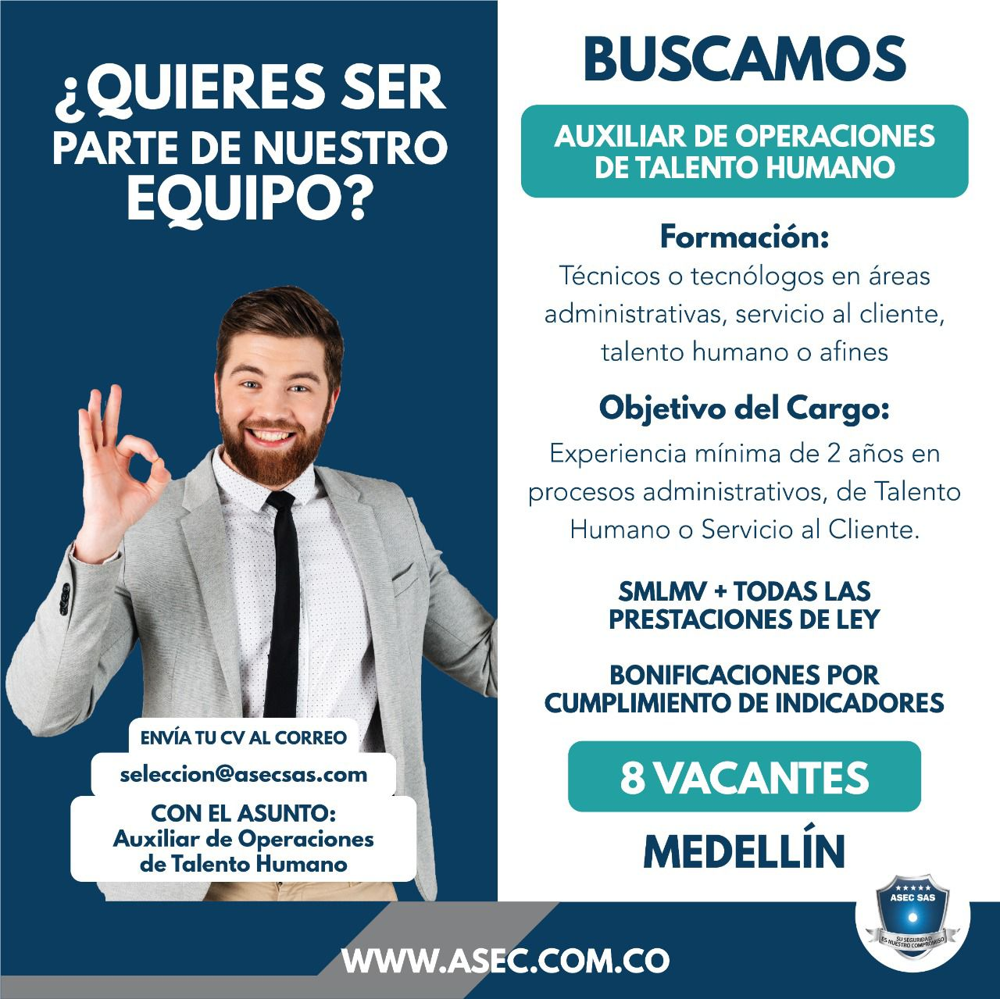 ¿QUIERES SER
PARTE DE NUESTRO
EQUIPO?
ENVÍA TU CV AL CORREO
seleccion@asecsas.com
CON EL ASUNTO:
Auxiliar de Operaciones
de Talento Humano
BUSCAMOS
AUXILIAR DE OPERACIONES
DE TALENTO HUMANO
Formación:
Técnicos o tecnólogos en áreas
administrativas, servicio al cliente,
talento humano o afines
Objetivo del Cargo:
Experiencia mínima de 2 años en
procesos administrativos, de Talento
Humano o Servicio al Cliente.
SMLMV + TODAS LAS
PRESTACIONES DE LEY
BONIFICACIONES POR
CUMPLIMIENTO DE INDICADORES
8 VACANTES
MEDELLÍN
ASEC SAS
SU SEGURIDAD
ES NUESTRO COMPROMISO
WWW.ASEC.COM.CO